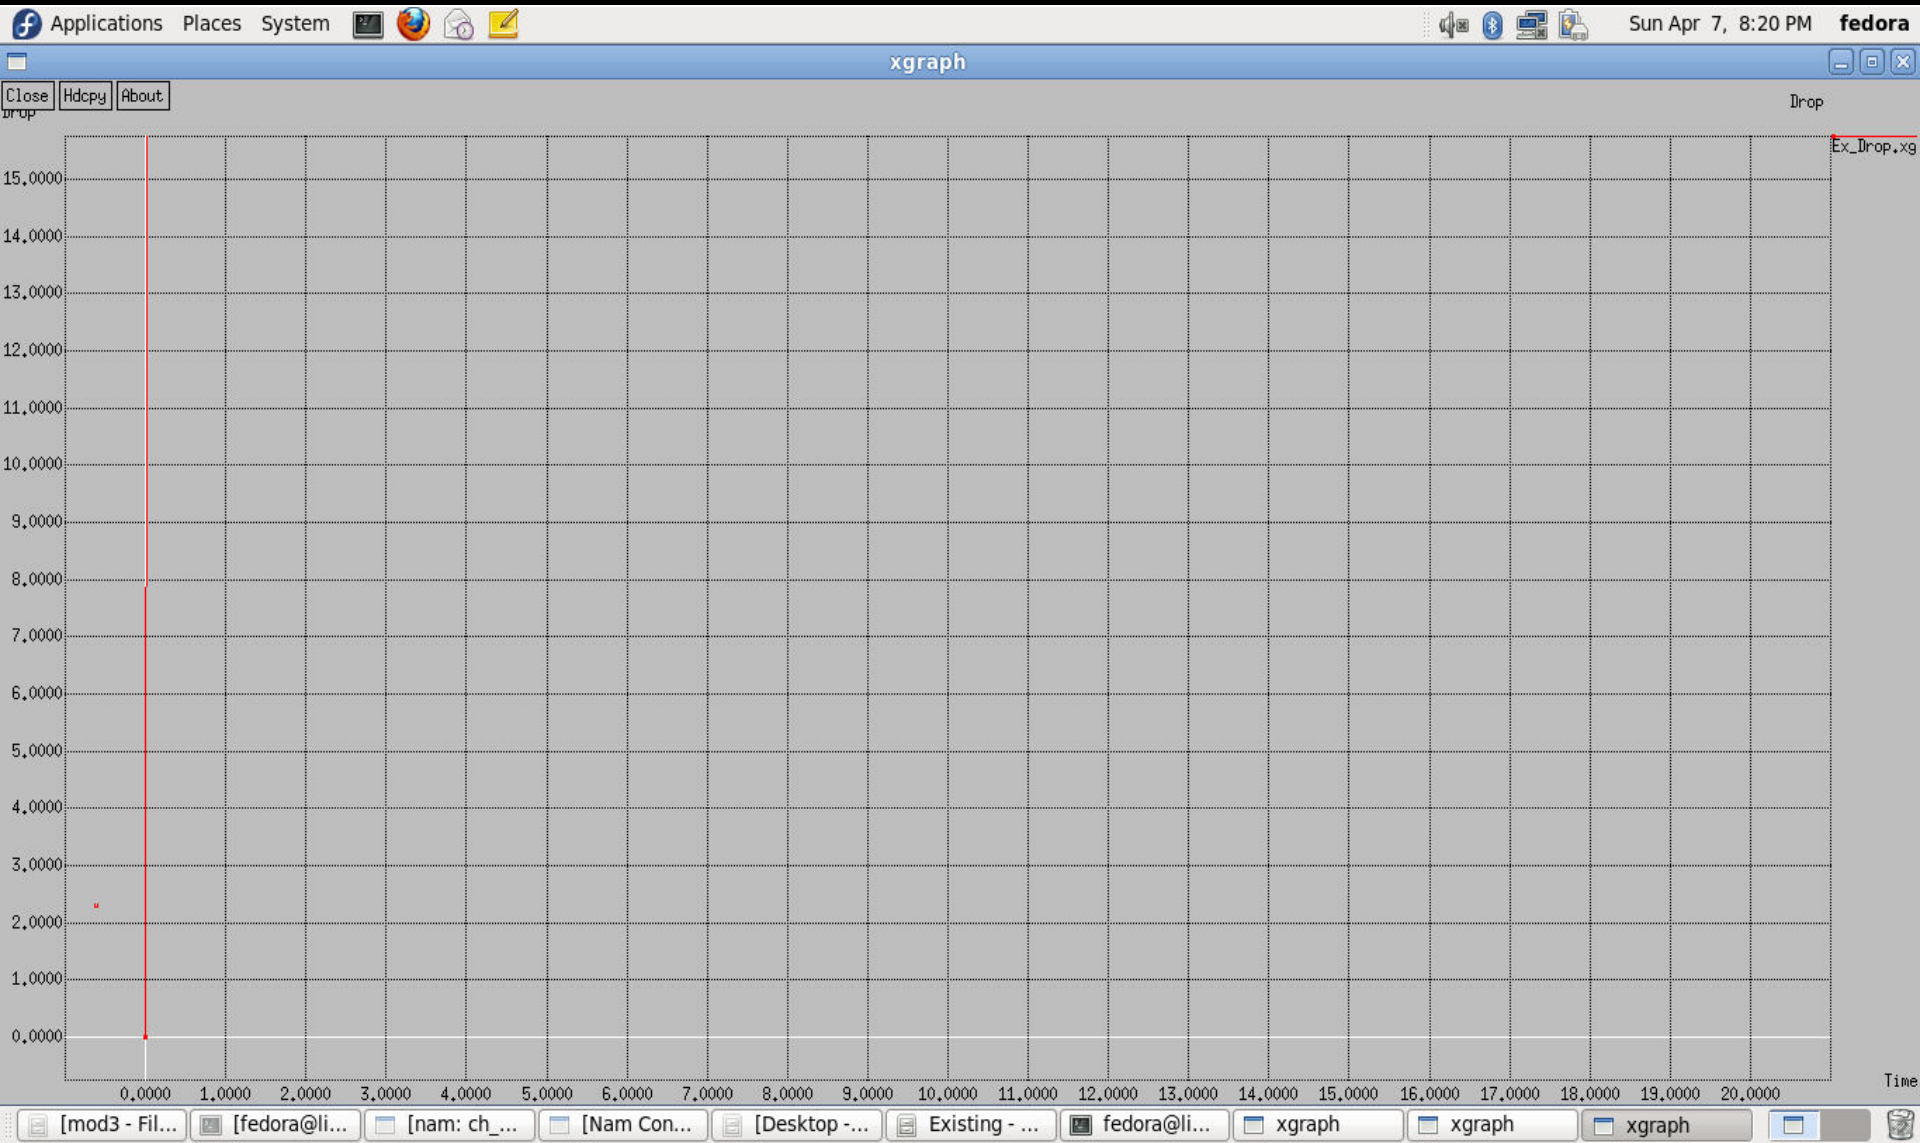 Applications Places System Sun Apr 7, 8:20 PM fedora
xgraph
Close Hdcpy About
Drop Drop
Ex_Drop.xg
15.0000
14.0000
13.0000
12.0000
11.0000
10.0000
9.0000
8.0000
7.0000
6.0000
5.0000
4.0000
3.0000
2.0000
1.0000
0.0000
Time
0.0000 1.0000 2.0000 3.0000 4.0000 5.0000 6.0000 7.0000 8.0000 9.0000 10.0000 11.0000 12.0000 13.0000 14.0000 15.0000 16.0000 17.0000 18.0000 19.0000 20.0000
[mod3 - Fil... [fedora@li... [nam: ch_... [Nam Con... [Desktop -... Existing - ... fedora@li... xgraph xgraph xgraph